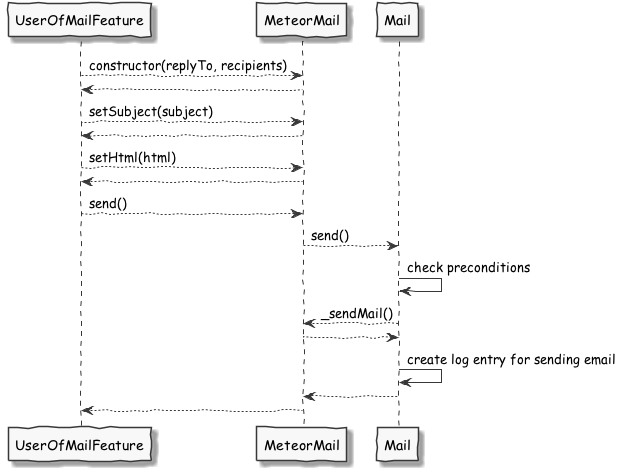 UserOfMailFeature MeteorMail Mail
constructor(replyTo, recipients)
setSubject(subject)
setHtml(html)
send()
send()
check preconditions
_sendMail()
create log entry for sending email
UserOfMailFeature MeteorMail Mail